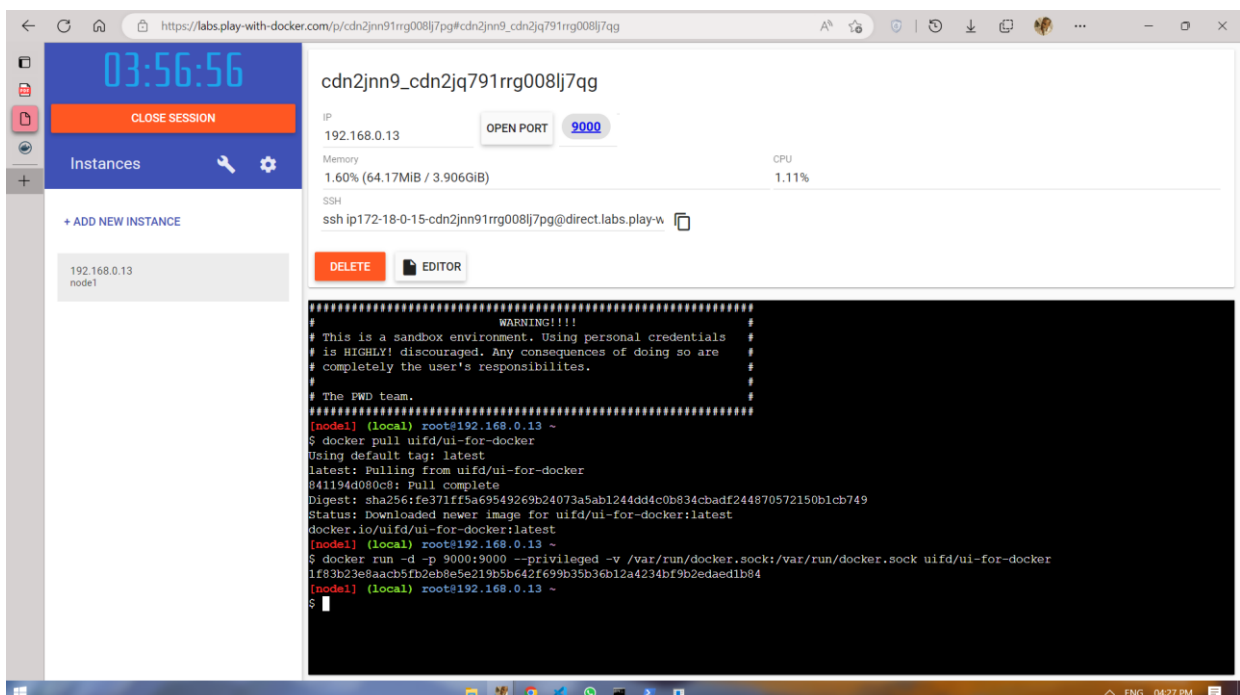 https://labs.play-with-docker.com/p/cdn2jnn91rrg008lj7pg#cdn2jnn9_cdn2jq791rrg008lj7qg
03:56:56
CLOSE SESSION
Instances
+ ADD NEW INSTANCE
192.168.0.13
node1
cdn2jnn9_cdn2jq791rrg008lj7qg
IP
192.168.0.13
OPEN PORT
9000
Memory
1.60% (64.17MiB / 3.906GiB)
CPU
1.11%
SSH
ssh ip172-18-0-15-cdn2jnn91rrg008lj7pg@direct.labs.play-w
DELETE
EDITOR
###############################################################
# WARNING!!!! #
# This is a sandbox environment. Using personal credentials #
# is HIGHLY! discouraged. Any consequences of doing so are #
# completely the user's responsibilites. #
# #
# The PWD team. #
###############################################################
[node1] (local) root@192.168.0.13 ~
$ docker pull uifd/ui-for-docker
Using default tag: latest
latest: Pulling from uifd/ui-for-docker
841194d080c8: Pull complete
Digest: sha256:fe371ff5a69549269b24073a5ab1244dd4c0b834cbadf244870572150b1cb749
Status: Downloaded newer image for uifd/ui-for-docker:latest
docker.io/uifd/ui-for-docker:latest
[node1] (local) root@192.168.0.13 ~
$ docker run -d -p 9000:9000 --privileged -v /var/run/docker.sock:/var/run/docker.sock uifd/ui-for-docker
1f83b23e8aacb5fb2eb8e5e219b5b642f699b35b36b12a4234bf9b2edaed1b84
[node1] (local) root@192.168.0.13 ~
$
ENG 04:27 PM